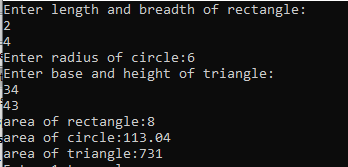 Enter length and breadth of rectangle:
2
4
Enter radius of circle:6
Enter base and height of triangle:
34
43
area of rectangle:8
area of circle:113.04
area of triangle:731